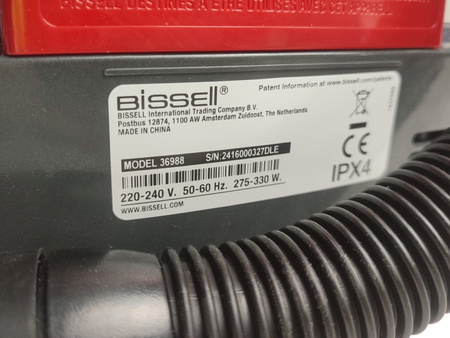 BISSELL DESTINÉS À ÊTRE UTILISÉS AVEC CET APPAREIL
BISSELL®
Patent Information at www.bissell.com/patents
BISSELL International Trading Company B.V.
Postbus 12874, 1100 AW Amsterdam Zuidoost, The Netherlands
MADE IN CHINA
MODEL 36988 S/N:2416000327DLE
CE
IPX4
220-240 V. 50-60 Hz. 275-330 W.
WWW.BISSELL.COM